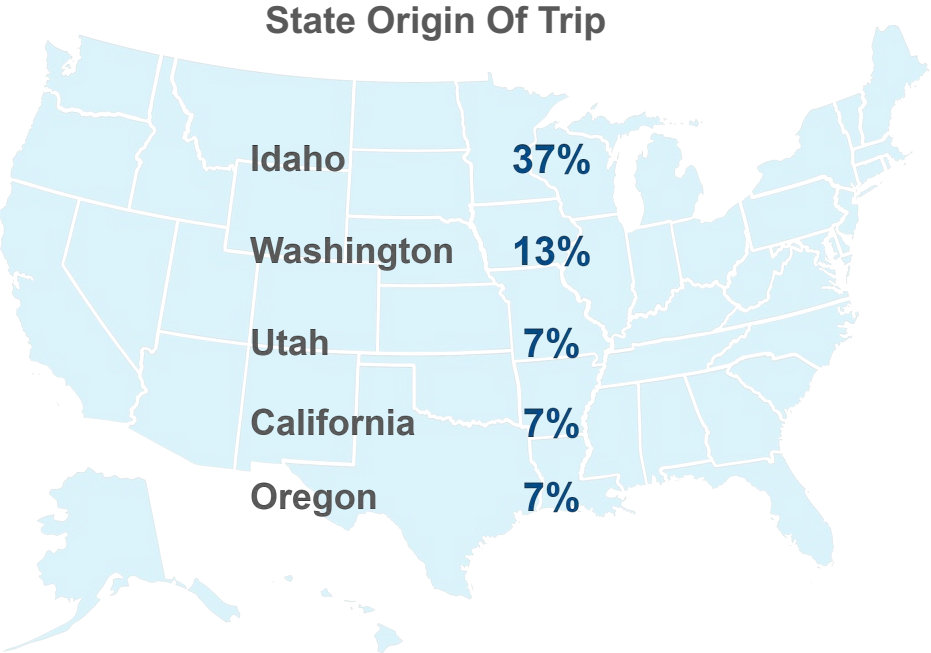 State Origin Of Trip
Idaho 37%
Washington 13%
Utah 7%
California 7%
Oregon 7%